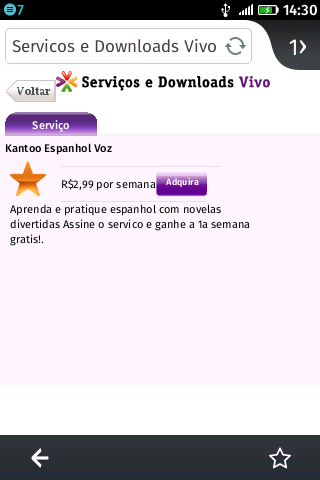 7
14:30
Servicos e Downloads Vivo
1
Voltar
Serviços e Downloads Vivo
Serviço
Kantoo Espanhol Voz
R$2,99 por semana
Adquira
Aprenda e pratique espanhol com novelas
divertidas Assine o servico e ganhe a 1a semana
gratis!.